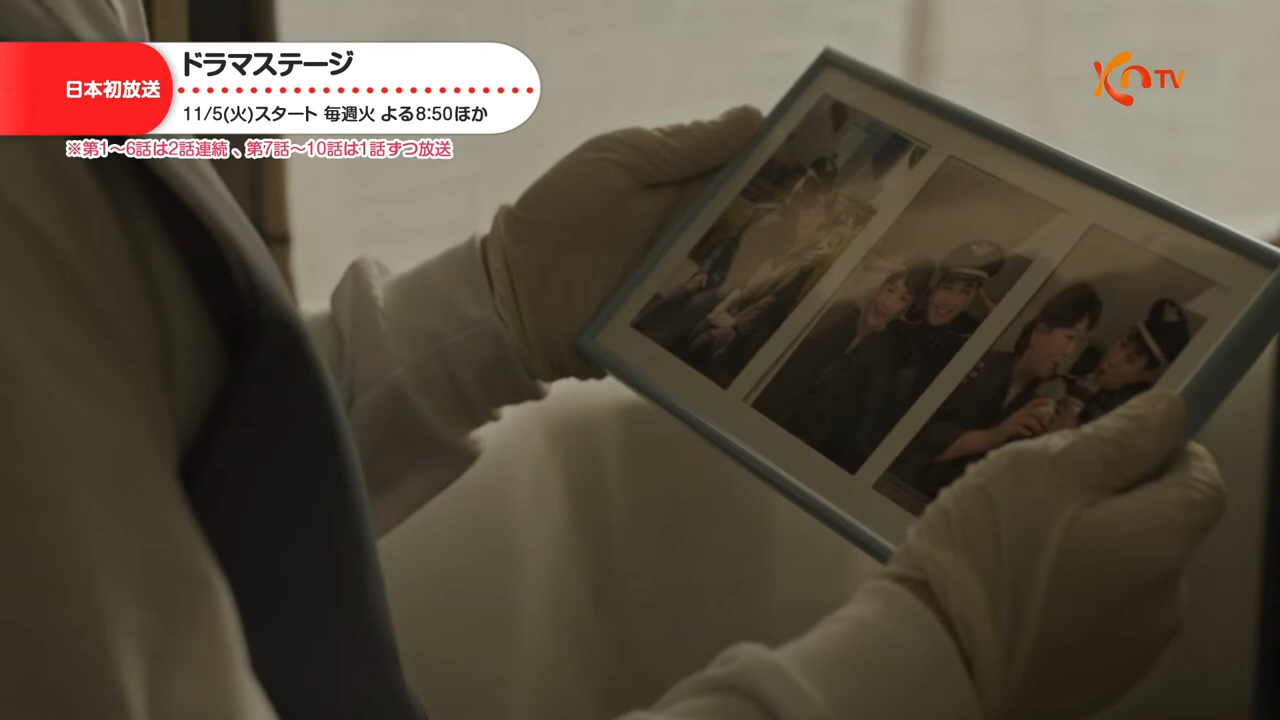 日本初放送
ドラマステージ
11/5(火)スタート 毎週火 よる8:50ほか
※第1～6話は2話連続、第7話～10話は1話ずつ放送
KN TV